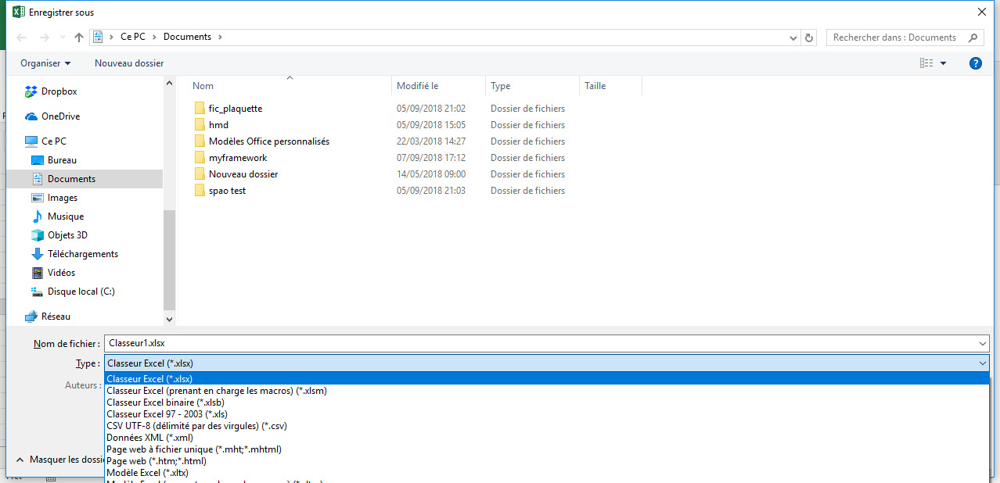 Enregistrer sous
Ce PC > Documents >
Rechercher dans : Documents
Organiser
Nouveau dossier
Nom Modifié le Type Taille
Dropbox
OneDrive
Ce PC
Bureau
Documents
Images
Musique
Objets 3D
Téléchargements
Vidéos
Disque local (C:)
Réseau
fic_plaquette 05/09/2018 21:02 Dossier de fichiers
hmd 05/09/2018 15:05 Dossier de fichiers
Modèles Office personnalisés 22/03/2018 14:27 Dossier de fichiers
myframework 07/09/2018 17:12 Dossier de fichiers
Nouveau dossier 14/05/2018 09:00 Dossier de fichiers
spao test 05/09/2018 21:03 Dossier de fichiers
Nom de fichier : Classeur1.xlsx
Type : Classeur Excel (*.xlsx)
Auteurs :
Classeur Excel (*.xlsx)
Classeur Excel (prenant en charge les macros) (*.xlsm)
Classeur Excel binaire (*.xlsb)
Classeur Excel 97 - 2003 (*.xls)
CSV UTF-8 (délimité par des virgules) (*.csv)
Données XML (*.xml)
Page web à fichier unique (*.mht;*.mhtml)
Page web (*.htm;*.html)
Modèle Excel (*.xltx)
Masquer les dossi